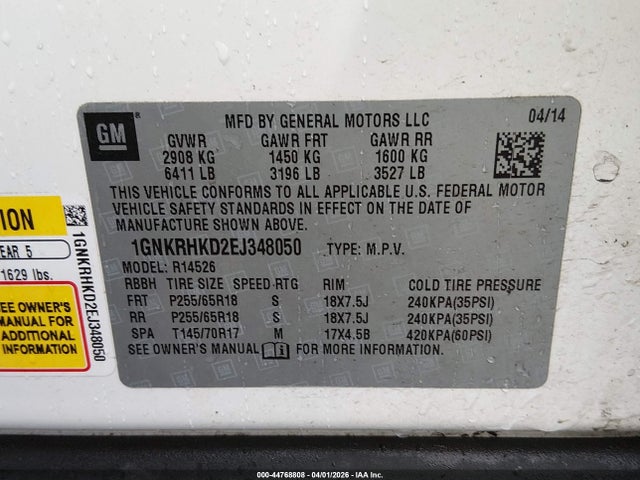 GM
MFD BY GENERAL MOTORS LLC
04/14
GVWR GAWR FRT GAWR RR
2908 KG 1450 KG 1600 KG
6411 LB 3196 LB 3527 LB
THIS VEHICLE CONFORMS TO ALL APPLICABLE U.S. FEDERAL MOTOR
VEHICLE SAFETY STANDARDS IN EFFECT ON THE DATE OF
MANUFACTURE SHOWN ABOVE.
1GNKRHKD2EJ348050 TYPE: M.P.V.
MODEL: R14526
RBBH TIRE SIZE SPEED RTG RIM COLD TIRE PRESSURE
FRT P255/65R18 S 18X7.5J 240KPA(35PSI)
RR P255/65R18 S 18X7.5J 240KPA(35PSI)
SPA T145/70R17 M 17X4.5B 420KPA(60PSI)
SEE OWNER'S MANUAL i FOR MORE INFORMATION.
TION
EAR 5
1629 lbs.
SEE OWNER'S
MANUAL FOR
ADDITIONAL
INFORMATION
1GNKRHKD2EJ348050
000-44768808 - 04/01/2026 - IAA Inc.